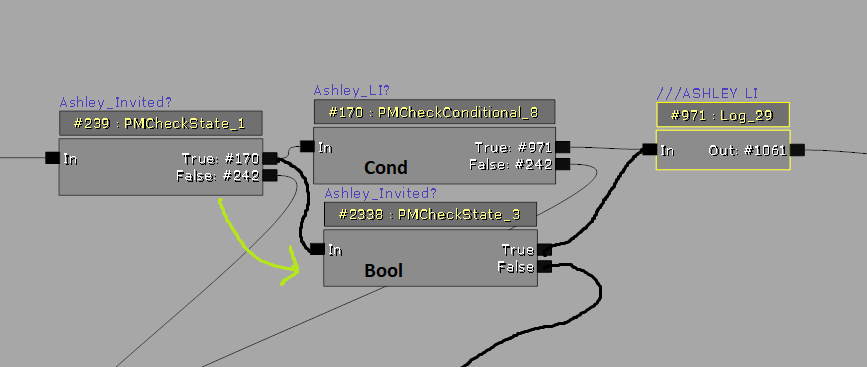 Ashley_Invited?
#239 : PMCheckState_1
In
True: #170
False: #242
Ashley_LI?
#170 : PMCheckConditional_8
In
True: #971
False: #242
Cond
Ashley_Invited?
#2338 : PMCheckState_3
In
True
False
Bool
///ASHLEY LI
#971 : Log_29
In
Out: #1061